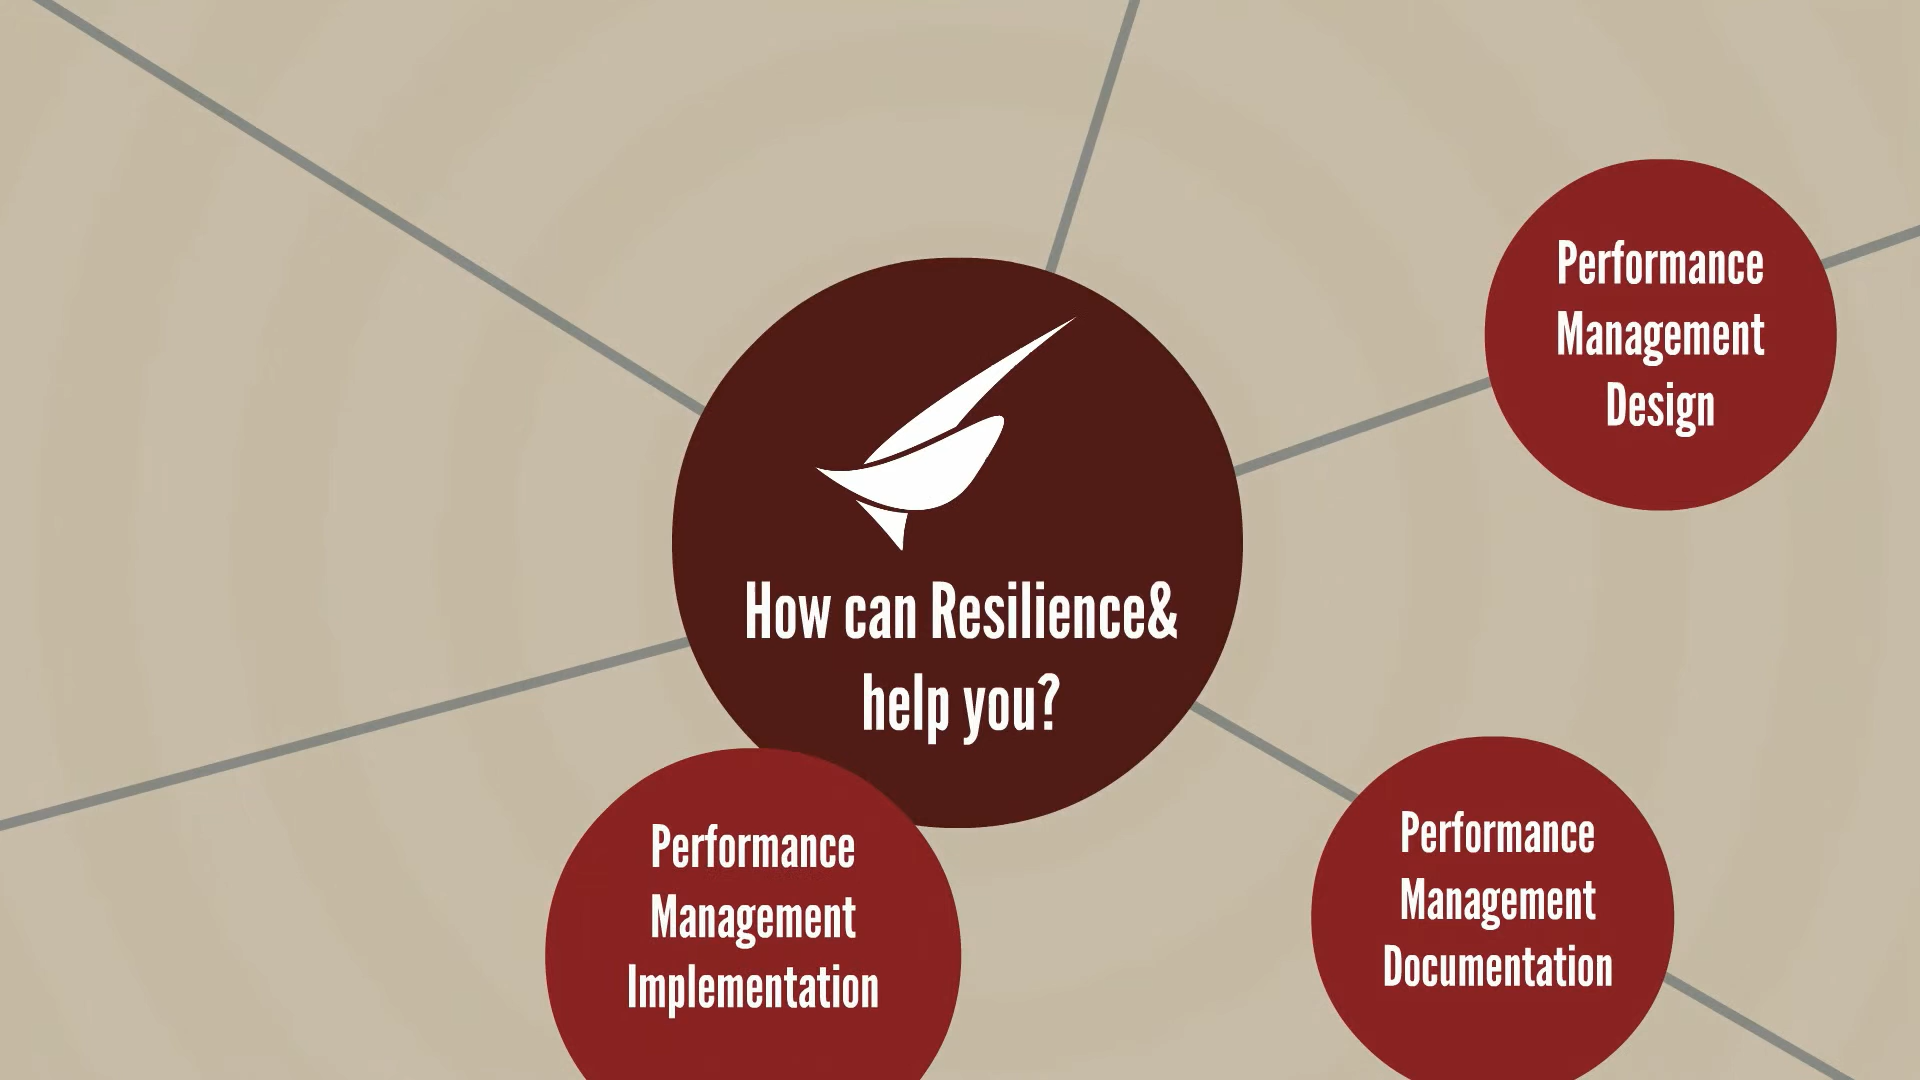 How can Resilience&
help you?
Performance
Management
Design
Performance
Management
Implementation
Performance
Management
Documentation